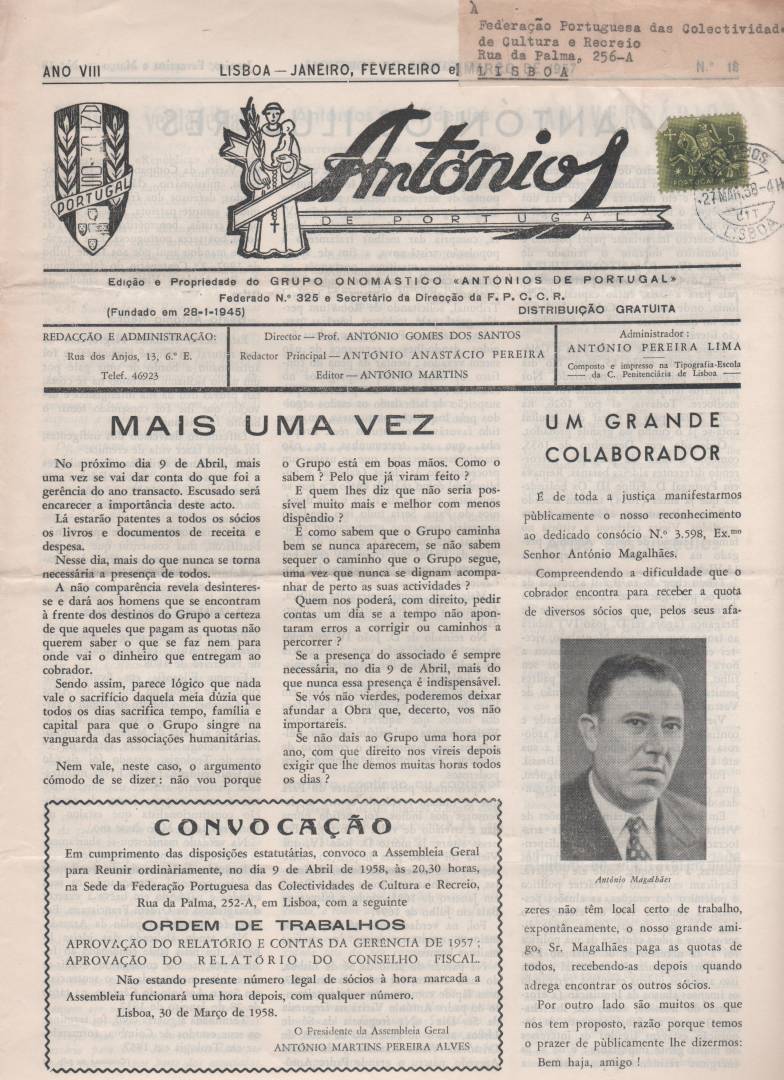 À
Federação Portuguesa das Colectividade
de Cultura e Recreio
Rua da Palma, 256-A
LISBOA
ANO VIII
LISBOA — JANEIRO, FEVEREIRO e
N.º 18
PORTUGAL
Antónios
DE PORTUGAL
5
27 MAR. 58
LISBOA
Edição e Propriedade do GRUPO ONOMÁSTICO «ANTÓNIOS DE PORTUGAL»
Federado N.º 325 e Secretário da Direcção da F. P. C. C. R.
(Fundado em 28-I-1945)
DISTRIBUIÇÃO GRATUITA
REDACÇÃO E ADMINISTRAÇÃO:
Rua dos Anjos, 13, 6.º E.
Telef. 46923
Director — Prof. ANTÓNIO GOMES DOS SANTOS
Redactor Principal — ANTÓNIO ANASTÁCIO PEREIRA
Editor — ANTÓNIO MARTINS
Administrador :
ANTÓNIO PEREIRA LIMA
Composto e impresso na Tipografia-Escola
da C. Penitenciária de Lisboa
MAIS UMA VEZ
No próximo dia 9 de Abril, mais
uma vez se vai dar conta do que foi a
gerência do ano transacto. Escusado será
encarecer a importância deste acto.
Lá estarão patentes a todos os sócios
os livros e documentos de receita e
despesa.
Nesse dia, mais do que nunca se torna
necessária a presença de todos.
A não comparência revela desinteres-
se e dará aos homens que se encontram
à frente dos destinos do Grupo a certeza
de que aqueles que pagam as quotas não
querem saber o que se faz nem para
onde vai o dinheiro que entregam ao
cobrador.
Sendo assim, parece lógico que nada
vale o sacrifício daquela meia dúzia que
todos os dias sacrifica tempo, família e
capital para que o Grupo singre na
vanguarda das associações humanitárias.
Nem vale, neste caso, o argumento
cómodo de se dizer : não vou porque
o Grupo está em boas mãos. Como o
sabem ? Pelo que já viram feito ?
E quem lhes diz que não seria pos-
sível muito mais e melhor com menos
dispêndio ?
E como sabem que o Grupo caminha
bem se nunca aparecem, se não sabem
sequer o caminho que o Grupo segue,
uma vez que nunca se dignam acompa-
nhar de perto as suas actividades ?
Quem nos poderá, com direito, pedir
contas um dia se a tempo não apon-
taram erros a corrigir ou caminhos a
percorrer ?
Se a presença do associado é sempre
necessária, no dia 9 de Abril, mais do
que nunca essa presença é indispensável.
Se vós não vierdes, poderemos deixar
afundar a Obra que, decerto, vos não
importareis.
Se não dais ao Grupo uma hora por
ano, com que direito nos vireis depois
exigir que lhe demos muitas horas todos
os dias ?
UM GRANDE
COLABORADOR
É de toda a justiça manifestarmos
pùblicamente o nosso reconhecimento
ao dedicado consócio N.º 3.598, Ex.mo
Senhor António Magalhães.
Compreendendo a dificuldade que o
cobrador encontra para receber a quota
de diversos sócios que, pelos seus afa-
António Magalhães
zeres não têm local certo de trabalho,
expontâneamente, o nosso grande ami-
go, Sr. Magalhães paga as quotas de
todos, recebendo-as depois quando
adrega encontrar os outros sócios.
Por outro lado são muitos os que
nos tem proposto, razão porque temos
o prazer de pùblicamente lhe dizermos:
Bem haja, amigo !
CONVOCAÇÃO
Em cumprimento das disposições estatutárias, convoco a Assembleia Geral
para Reunir ordinàriamente, no dia 9 de Abril de 1958, às 20,30 horas,
na Sede da Federação Portuguesa das Colectividades de Cultura e Recreio,
Rua da Palma, 252-A, em Lisboa, com a seguinte
ORDEM DE TRABALHOS
APROVAÇÃO DO RELATÓRIO E CONTAS DA GERÊNCIA DE 1957 ;
APROVAÇÃO DO RELATÓRIO DO CONSELHO FISCAL.
Não estando presente número legal de sócios à hora marcada a
Assembleia funcionará uma hora depois, com qualquer número.
Lisboa, 30 de Março de 1958.
O Presidente da Assembleia Geral
ANTÓNIO MARTINS PEREIRA ALVES